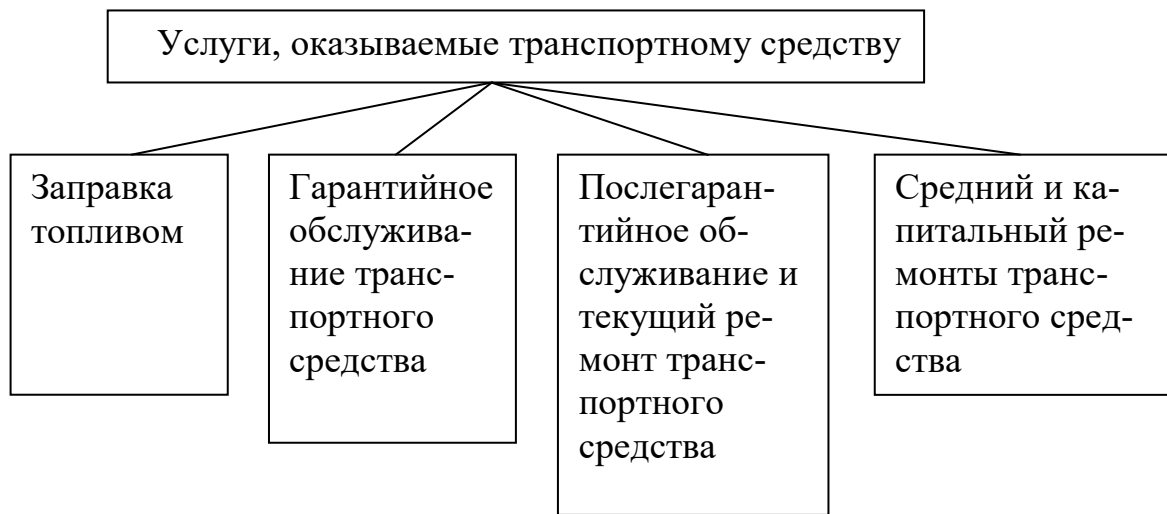 Услуги, оказываемые транспортному средству
Заправка
топливом
Гарантийное
обслужива-
ние транс-
портного
средства
Послегаран-
тийное об-
служивание и
текущий ре-
монт транс-
портного
средства
Средний и ка-
питальный ре-
монты транс-
портного сред-
ства